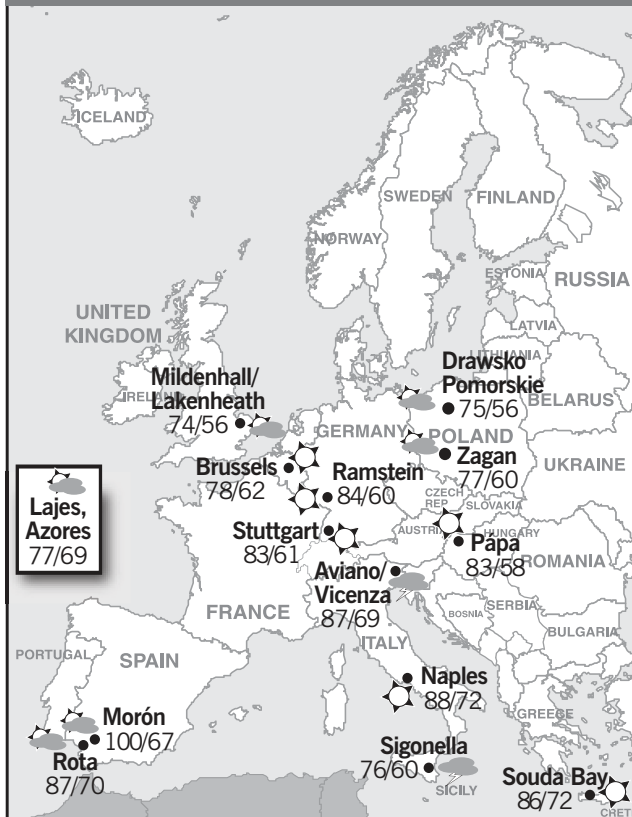 ICELAND
SWEDEN
FINLAND
NORWAY
ESTONIA
RUSSIA
LATVIA
LITHUANIA
UNITED
KINGDOM
Drawsko
Pomorskie
75/56
BELARUS
Mildenhall/
Lakenheath
74/56
IRELAND
GERMANY
POLAND
Zagan
77/60
UKRAINE
Brussels
78/62
Ramstein
84/60
CZECH
REP.
SLOVAKIA
Lajes,
Azores
77/69
Stuttgart
83/61
AUSTRIA
HUNGARY
Pápa
83/58
ROMANIA
Aviano/
Vicenza
87/69
FRANCE
BOSNIA
SERBIA
BULGARIA
ITALY
PORTUGAL
SPAIN
Naples
88/72
GREECE
Morón
100/67
Rota
87/70
Sigonella
76/60
SICILY
Souda Bay
86/72
CRET